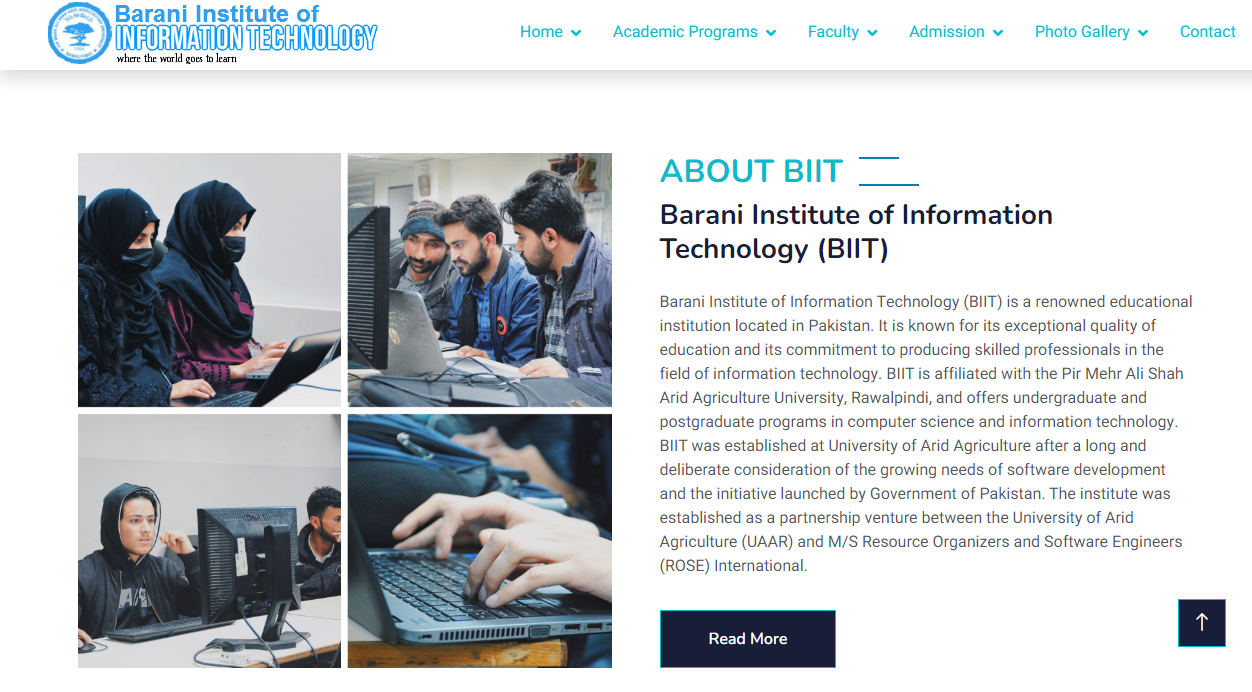 Barani Institute of
INFORMATION TECHNOLOGY
where the world goes to learn
Home
Academic Programs
Faculty
Admission
Photo Gallery
Contact
ABOUT BIIT
Barani Institute of Information
Technology (BIIT)
Barani Institute of Information Technology (BIIT) is a renowned educational
institution located in Pakistan. It is known for its exceptional quality of
education and its commitment to producing skilled professionals in the
field of information technology. BIIT is affiliated with the Pir Mehr Ali Shah
Arid Agriculture University, Rawalpindi, and offers undergraduate and
postgraduate programs in computer science and information technology.
BIIT was established at University of Arid Agriculture after a long and
deliberate consideration of the growing needs of software development
and the initiative launched by Government of Pakistan. The institute was
established as a partnership venture between the University of Arid
Agriculture (UAAR) and M/S Resource Organizers and Software Engineers
(ROSE) International.
Read More